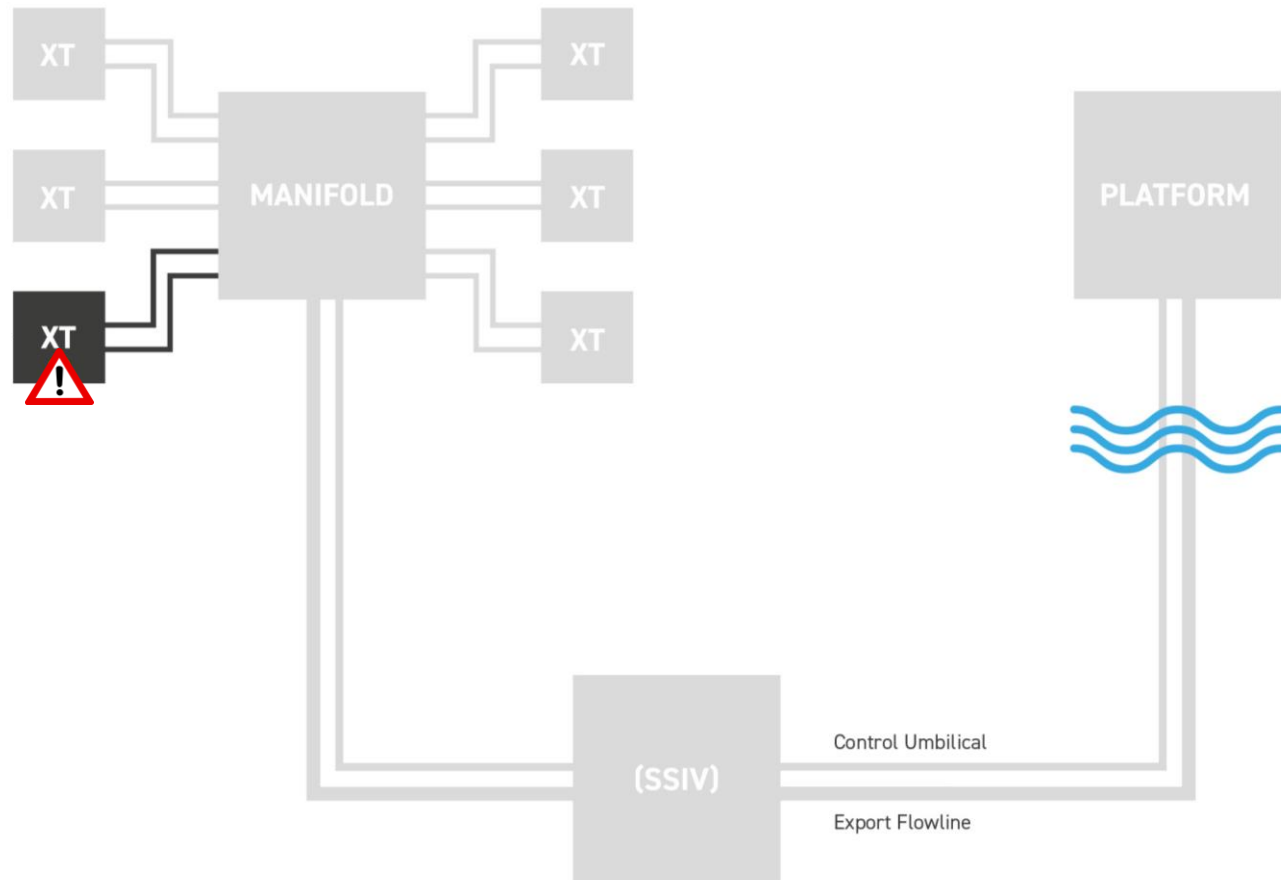 XT
XT
MANIFOLD
PLATFORM
XT
XT
XT
!
XT
Control Umbilical
(SSIV)
Export Flowline